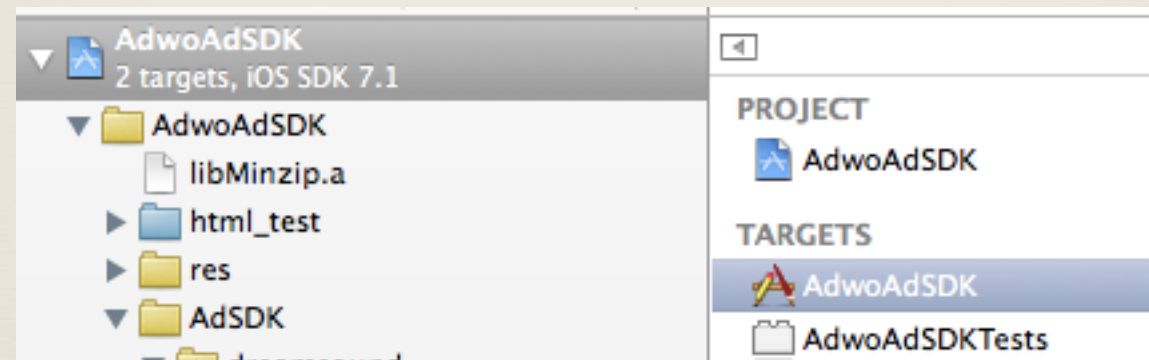 AdwoAdSDK
2 targets, iOS SDK 7.1
AdwoAdSDK
libMinzip.a
html_test
res
AdSDK
PROJECT
AdwoAdSDK
TARGETS
AdwoAdSDK
AdwoAdSDKTests